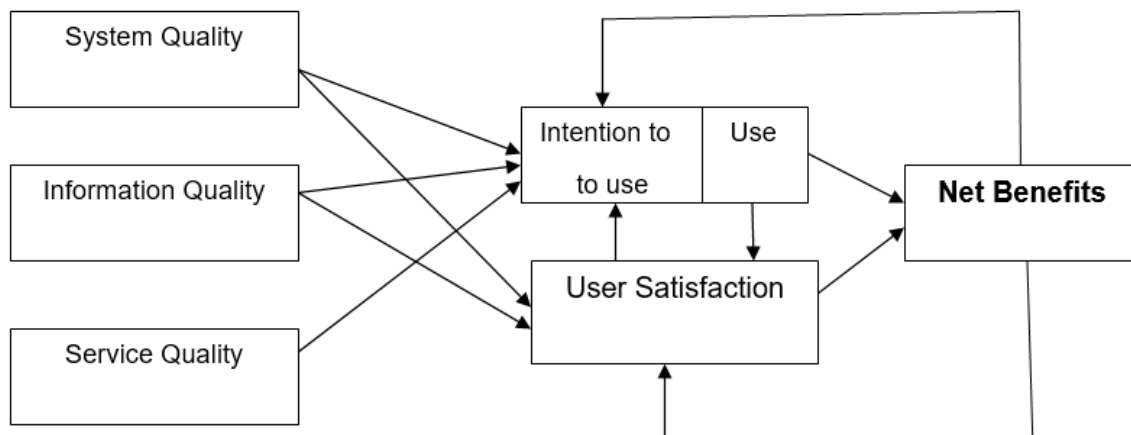 System Quality
Information Quality
Service Quality
Intention to
to use
Use
User Satisfaction
Net Benefits